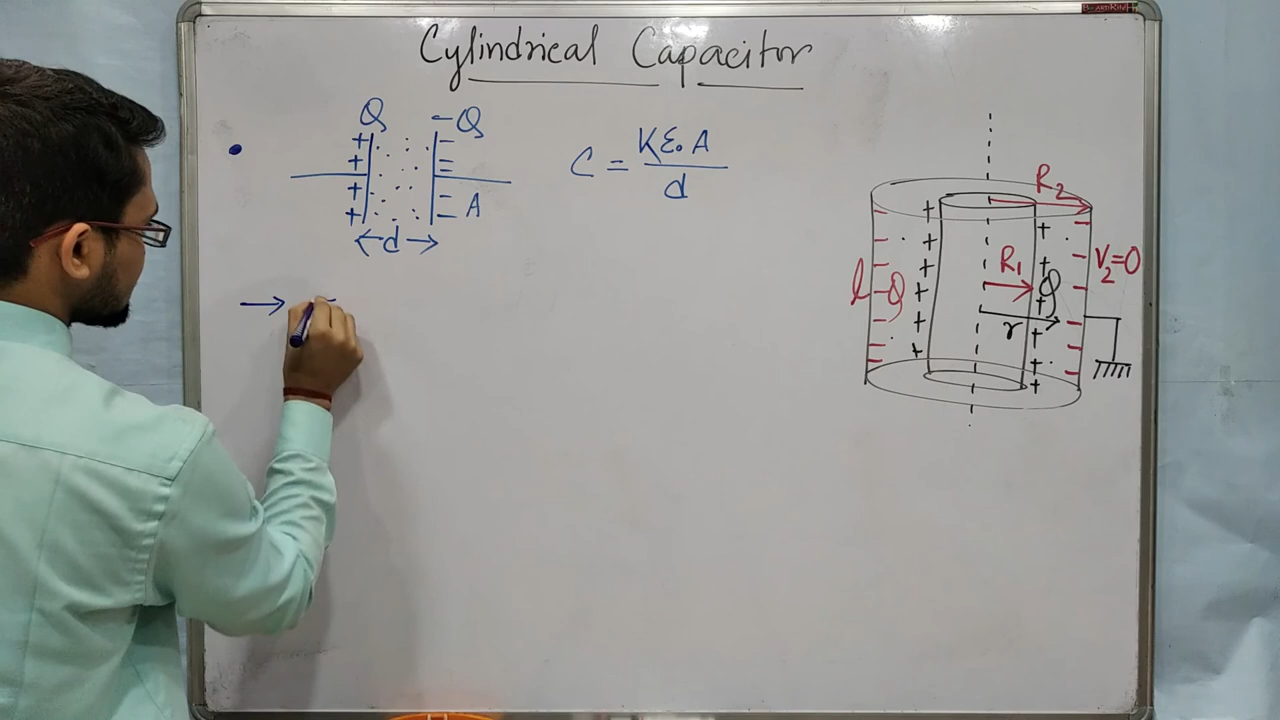 Cylindrical Capacitor
Q -Q
+ -
+ -
+ -
+ - A
←d→
C = Kε₀A
d
→
R₂
R₁
V₂=0
l -Q
Q
r